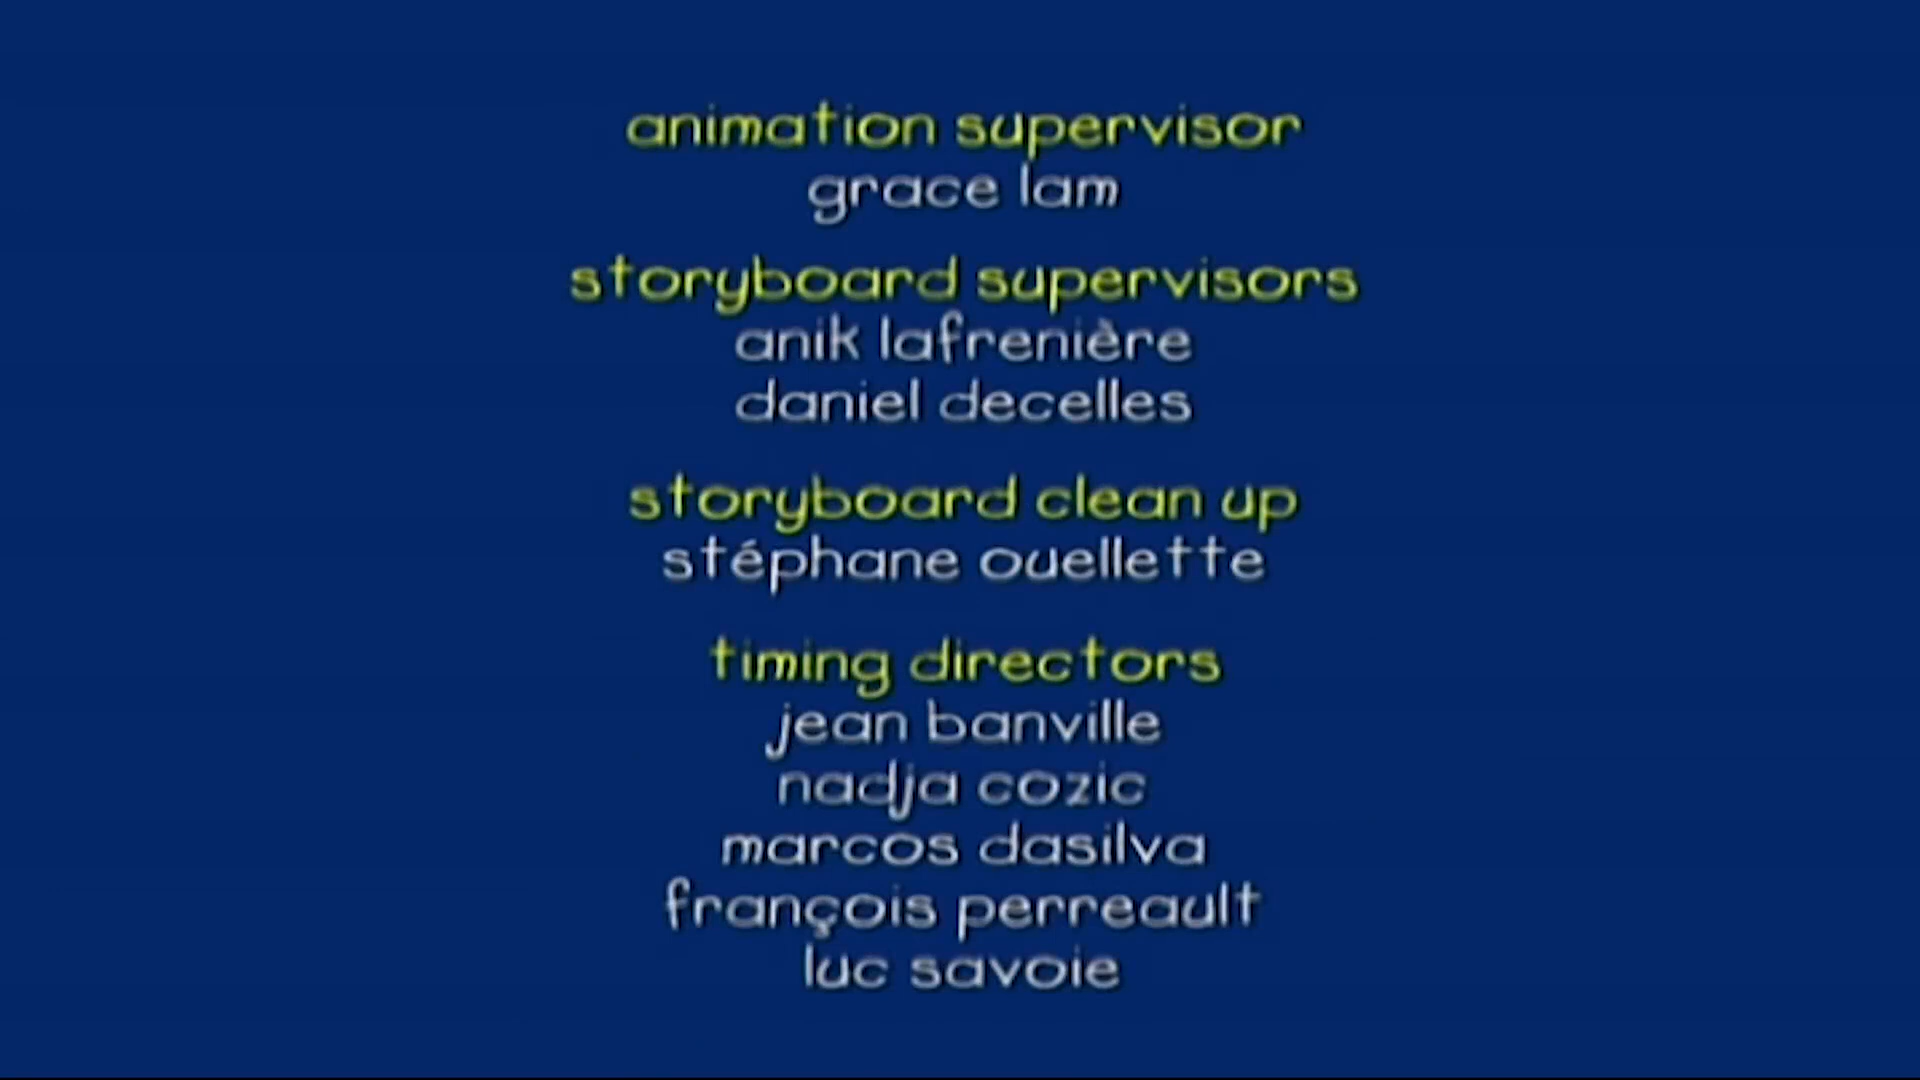 animation supervisor
grace lam
storyboard supervisors
anik lafrenière
daniel decelles
storyboard clean up
stéphane ouellette
timing directors
jean banville
nadja cozic
marcos dasilva
françois perreault
luc savoie